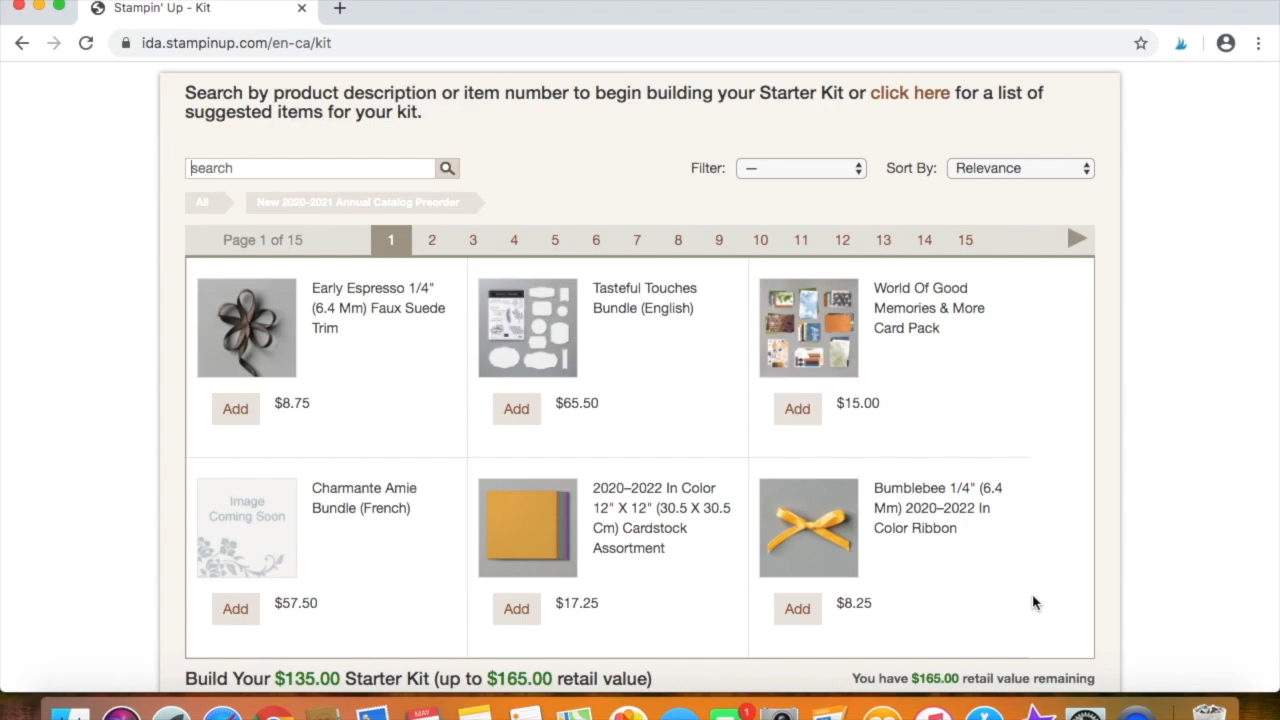 Stampin' Up - Kit
ida.stampinup.com/en-ca/kit
Search by product description or item number to begin building your Starter Kit or click here for a list of
suggested items for your kit.
search
Filter: —
Sort By: Relevance
All
New 2020-2021 Annual Catalog Preorder
Page 1 of 15
1 2 3 4 5 6 7 8 9 10 11 12 13 14 15
Early Espresso 1/4"
(6.4 Mm) Faux Suede
Trim
Add $8.75
Tasteful Touches
Bundle (English)
Add $65.50
World Of Good
Memories & More
Card Pack
Add $15.00
Image
Coming Soon
Charmante Amie
Bundle (French)
Add $57.50
2020–2022 In Color
12" X 12" (30.5 X 30.5
Cm) Cardstock
Assortment
Add $17.25
Bumblebee 1/4" (6.4
Mm) 2020–2022 In
Color Ribbon
Add $8.25
Build Your $135.00 Starter Kit (up to $165.00 retail value)
You have $165.00 retail value remaining
MAY
1